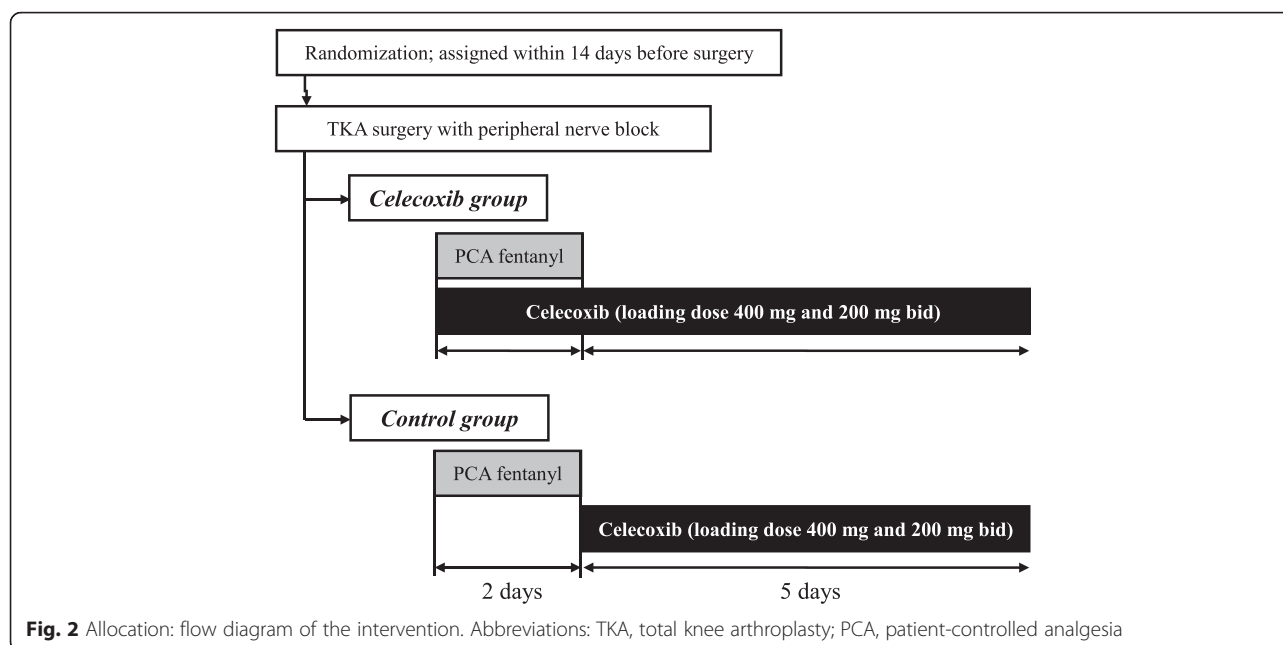 Randomization; assigned within 14 days before surgery
TKA surgery with peripheral nerve block
Celecoxib group
PCA fentanyl
Celecoxib (loading dose 400 mg and 200 mg bid)
Control group
PCA fentanyl
Celecoxib (loading dose 400 mg and 200 mg bid)
2 days 5 days
Fig. 2 Allocation: flow diagram of the intervention. Abbreviations: TKA, total knee arthroplasty; PCA, patient-controlled analgesia